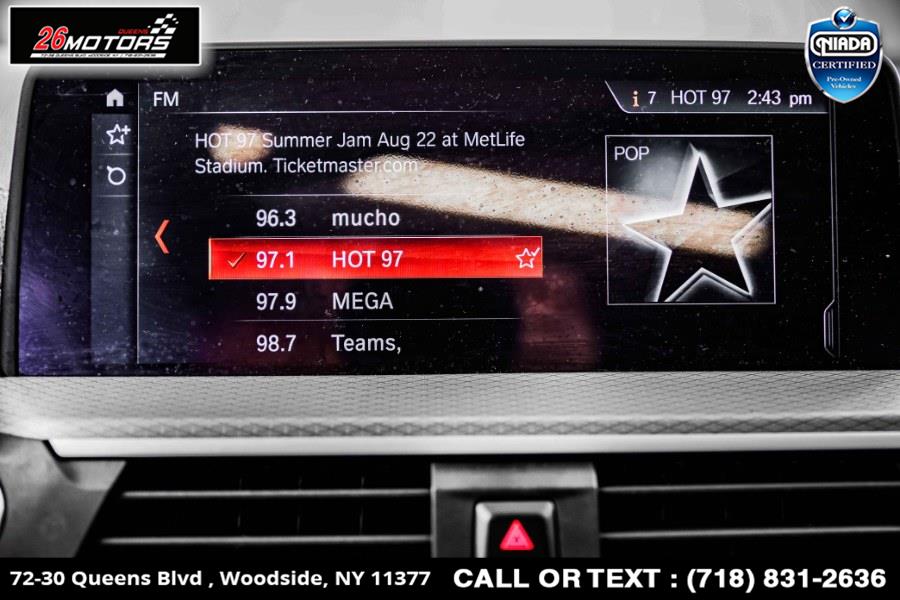 QUEENS
26MOTORS
NIADA
CERTIFIED
Pre-Owned
Vehicles
FM
i 7 HOT 97 2:43 pm
HOT 97 Summer Jam Aug 22 at MetLife
Stadium. Ticketmaster.com
POP
96.3 mucho
97.1 HOT 97
97.9 MEGA
98.7 Teams,
72-30 Queens Blvd , Woodside, NY 11377 CALL OR TEXT : (718) 831-2636